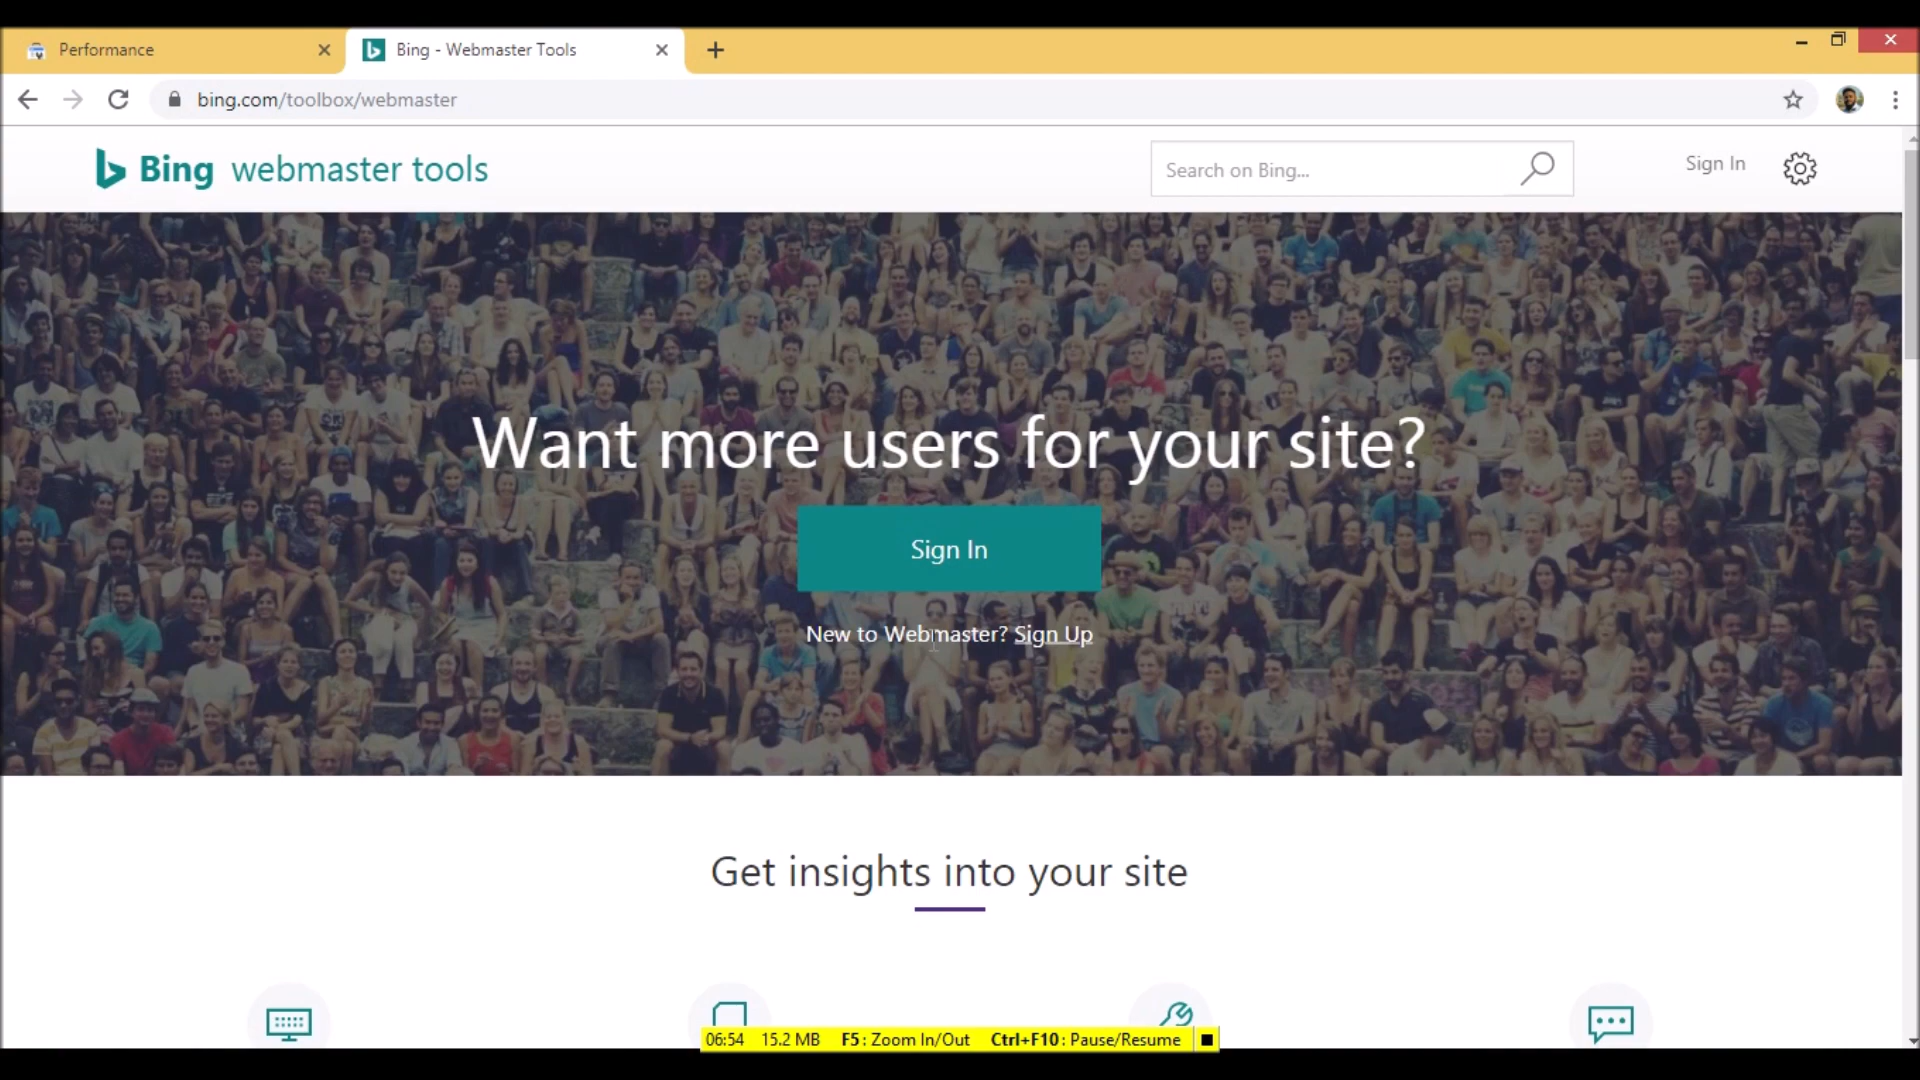 Performance
Bing - Webmaster Tools
bing.com/toolbox/webmaster
Bing webmaster tools
Search on Bing...
Sign In
Want more users for your site?
Sign In
New to Webmaster? Sign Up
Get insights into your site
06:54 15.2 MB F5: Zoom In/Out Ctrl+F10: Pause/Resume